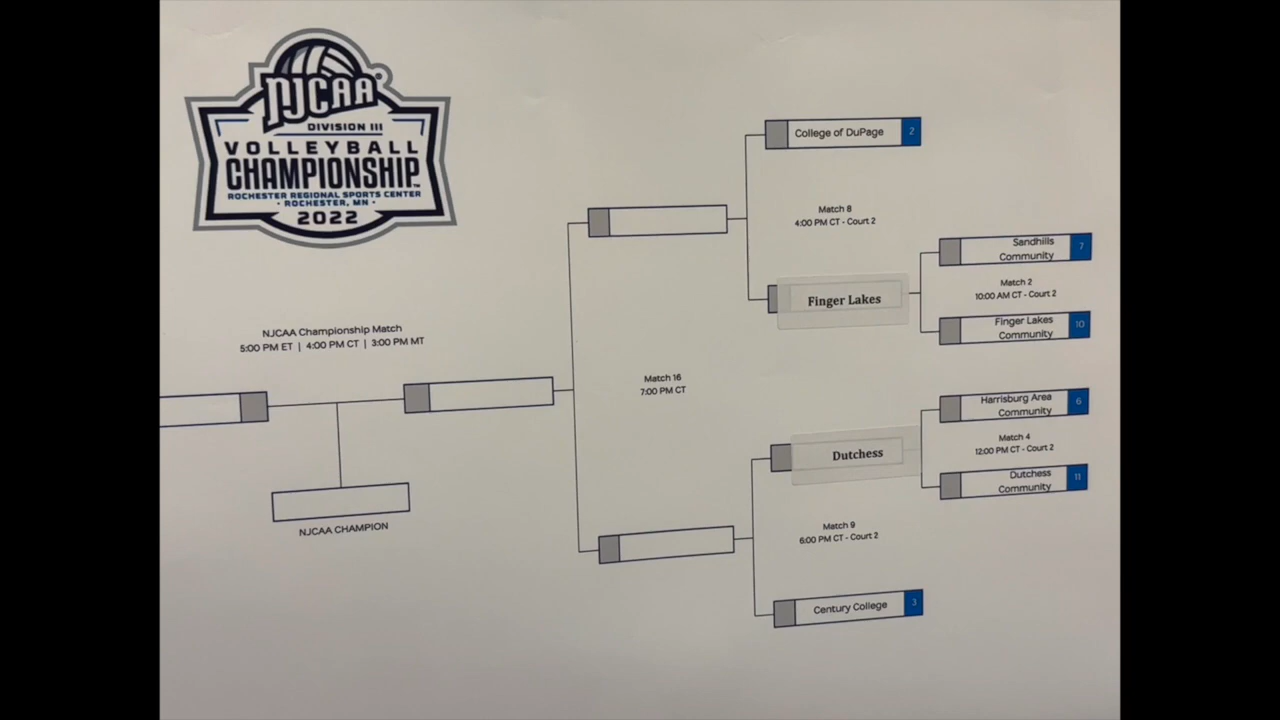 NJCAA
DIVISION III
VOLLEYBALL
CHAMPIONSHIP™
ROCHESTER REGIONAL SPORTS CENTER
· ROCHESTER, MN ·
2022
College of DuPage 2
Match 8
4:00 PM CT - Court 2
Sandhills
Community 7
Match 2
10:00 AM CT - Court 2
Finger Lakes
Finger Lakes
Community 10
NJCAA Championship Match
5:00 PM ET | 4:00 PM CT | 3:00 PM MT
Match 16
7:00 PM CT
Harrisburg Area
Community 6
Match 4
12:00 PM CT - Court 2
Dutchess
Dutchess
Community 11
NJCAA CHAMPION
Match 9
6:00 PM CT - Court 2
Century College 3